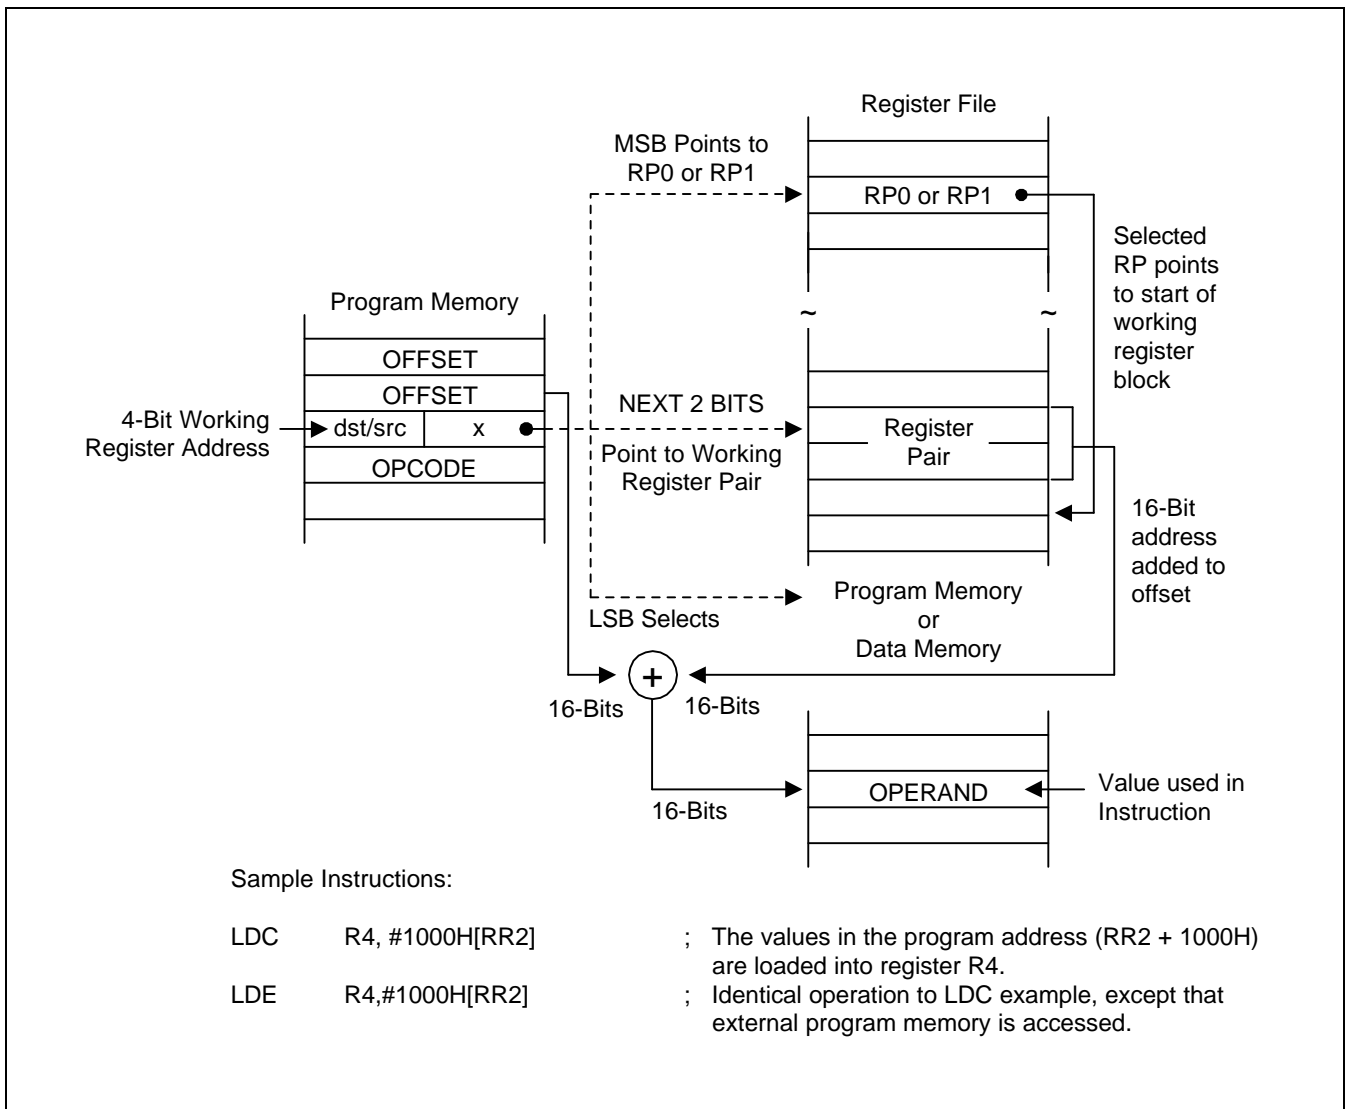 Register File
MSB Points to
RP0 or RP1
RP0 or RP1
Selected
RP points
to start of
working
register
block
Program Memory
~ ~
OFFSET
OFFSET
4-Bit Working
Register Address
dst/src x
OPCODE
NEXT 2 BITS
Point to Working
Register Pair
Register
Pair
16-Bit
address
added to
offset
LSB Selects
Program Memory
or
Data Memory
+
16-Bits 16-Bits
16-Bits
OPERAND
Value used in
Instruction
Sample Instructions:
LDC R4, #1000H[RR2] ; The values in the program address (RR2 + 1000H)
are loaded into register R4.
LDE R4,#1000H[RR2] ; Identical operation to LDC example, except that
external program memory is accessed.